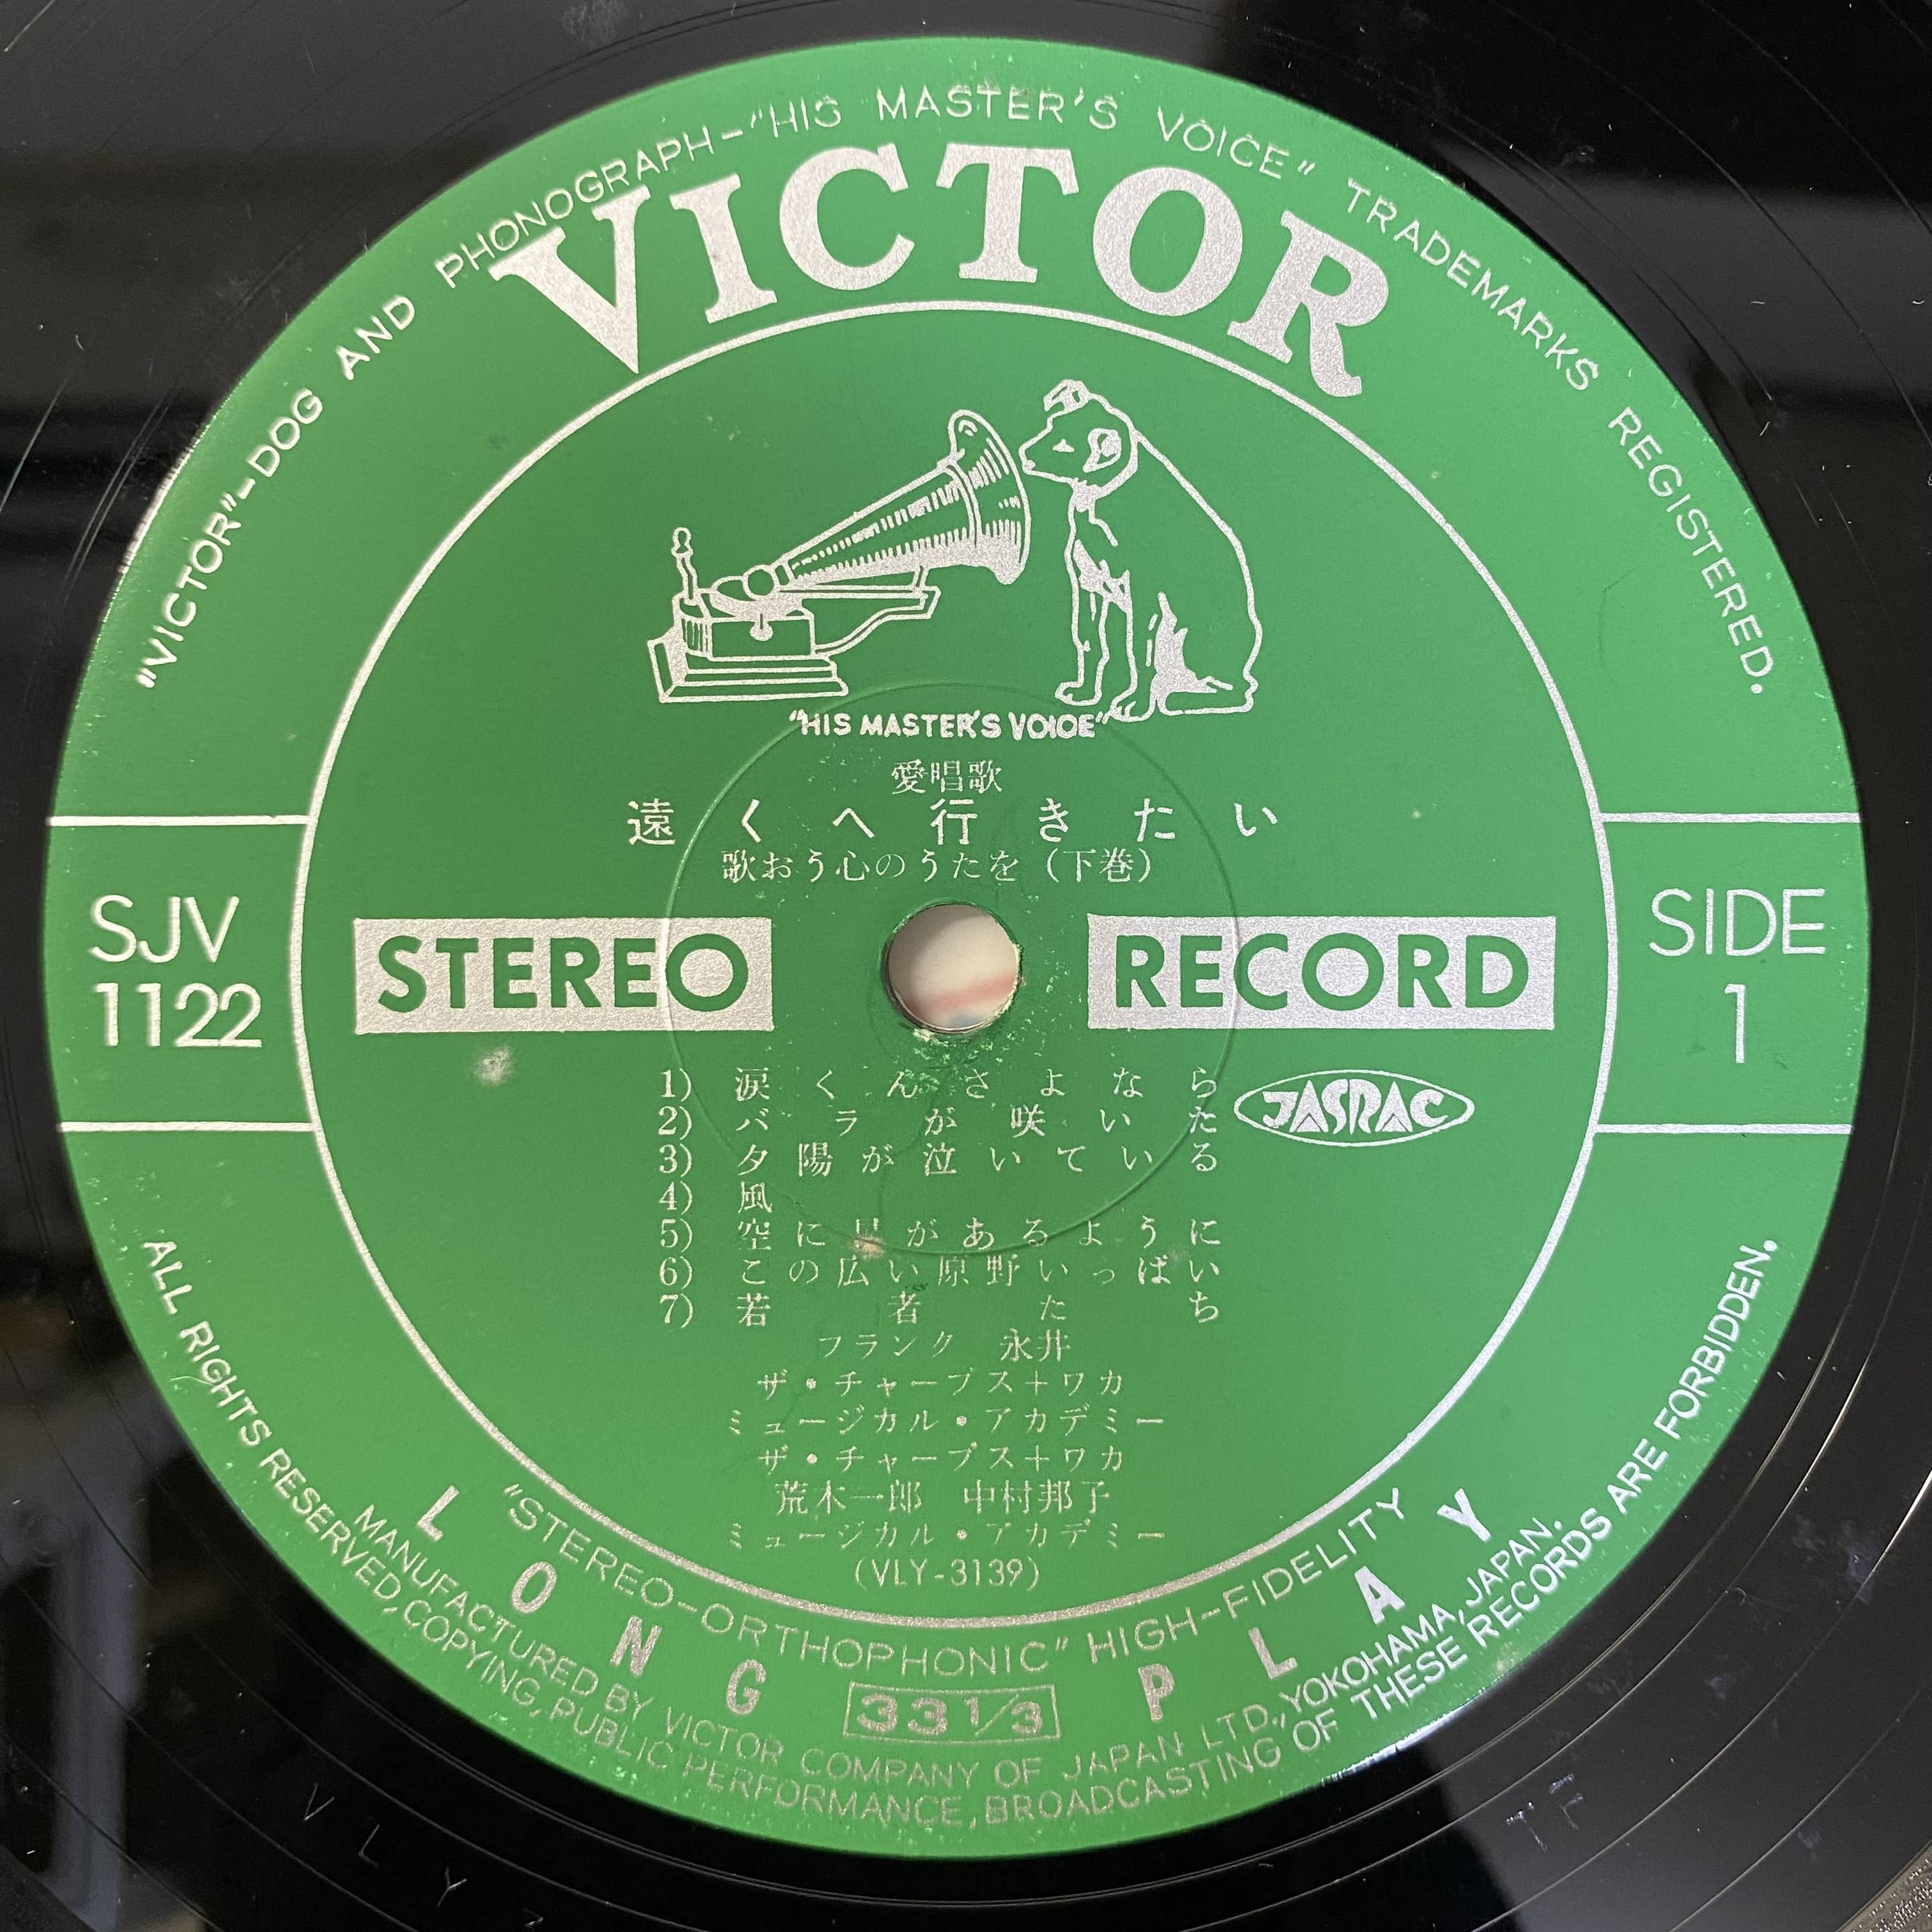 "VICTOR"–DOG AND PHONOGRAPH–"HIS MASTER'S VOICE" TRADEMARKS REGISTERED.
VICTOR
"HIS MASTER'S VOICE"
愛唱歌
遠くへ行きたい
歌おう心のうたを（下巻）
SJV
1122
STEREO
RECORD
SIDE
1
1) 涙くんさよなら
2) バラが咲いた
3) 夕陽が泣いている
4) 風
5) 空に星があるように
6) この広い原野いっぱい
7) 若者たち
JASRAC
フランク 永井
ザ・チャープス＋ワカ
ミュージカル・アカデミー
ザ・チャープス＋ワカ
荒木一郎 中村邦子
ミュージカル・アカデミー
(VLY-3139)
"STEREO–ORTHOPHONIC" HIGH–FIDELITY
LONG PLAY
33 1/3
MANUFACTURED BY VICTOR COMPANY OF JAPAN LTD., YOKOHAMA, JAPAN.
ALL RIGHTS RESERVED, COPYING, PUBLIC PERFORMANCE, BROADCASTING OF THESE RECORDS ARE FORBIDDEN.
VLY
TF